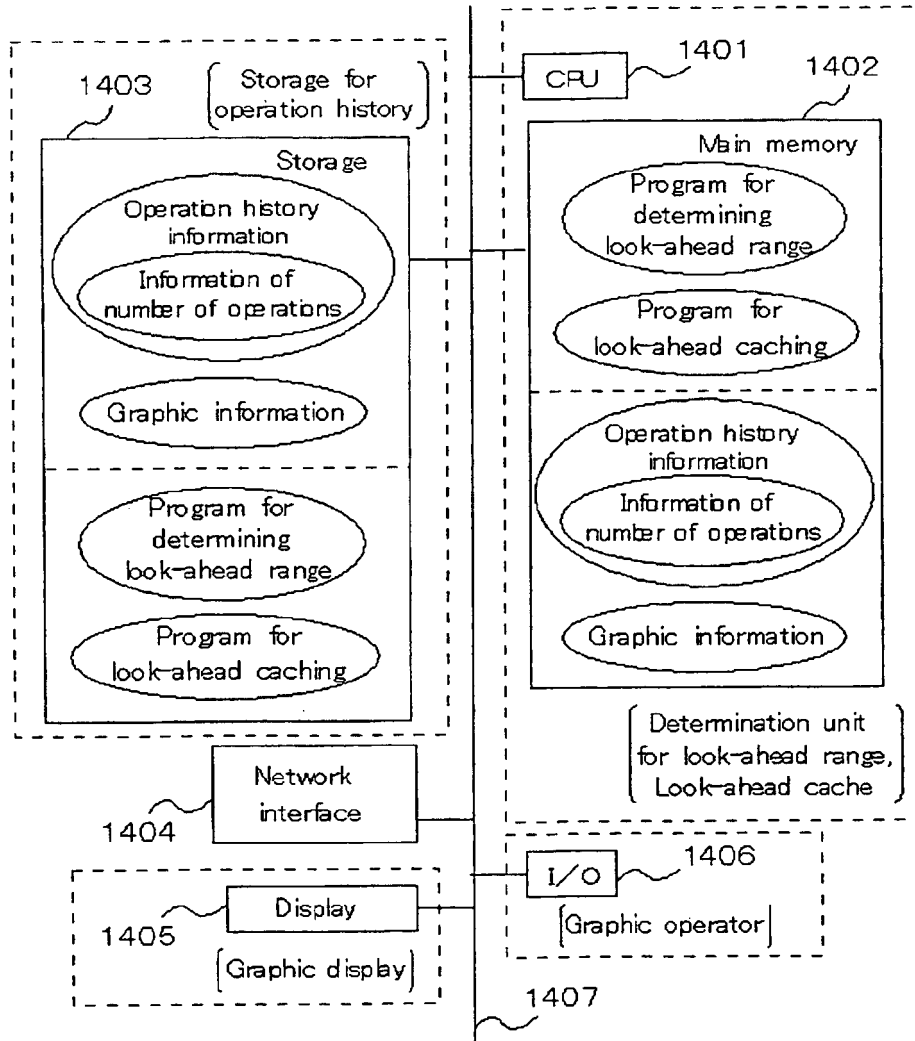 1403
Storage for
operation history
Storage
Operation history
information
Information of
number of operations
Graphic information
Program for
determining
look-ahead range
Program for
look-ahead caching
CPU
1401
1402
Main memory
Program for
determining
look-ahead range
Program for
look-ahead caching
Operation history
information
Information of
number of operations
Graphic information
Determination unit
for look-ahead range,
Look-ahead cache
Network
interface
1404
Display
1405
[Graphic display]
I/O
1406
[Graphic operator]
1407